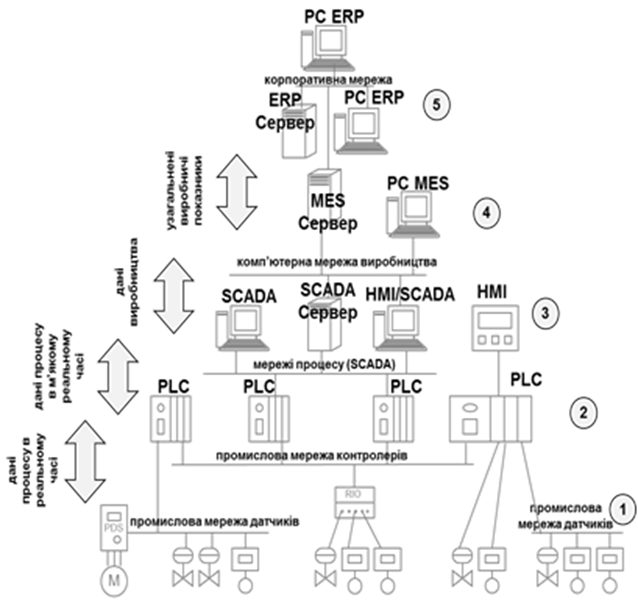 PC ERP
корпоративна мережа
ERP
Сервер
PC ERP
5
узагальнені
виробничі
показники
MES
Сервер
PC MES
4
комп'ютерна мережа виробництва
дані
виробництва
SCADA
SCADA
Сервер
HMI/SCADA
HMI
3
мережі процесу (SCADA)
дані процесу
в м'якому
реальному
часі
PLC
PLC
PLC
PLC
2
промислова мережа контролерів
дані
процесу в
реальному
часі
RIO
PDS
промислова мережа датчиків
промислова
мережа датчиків
1
M